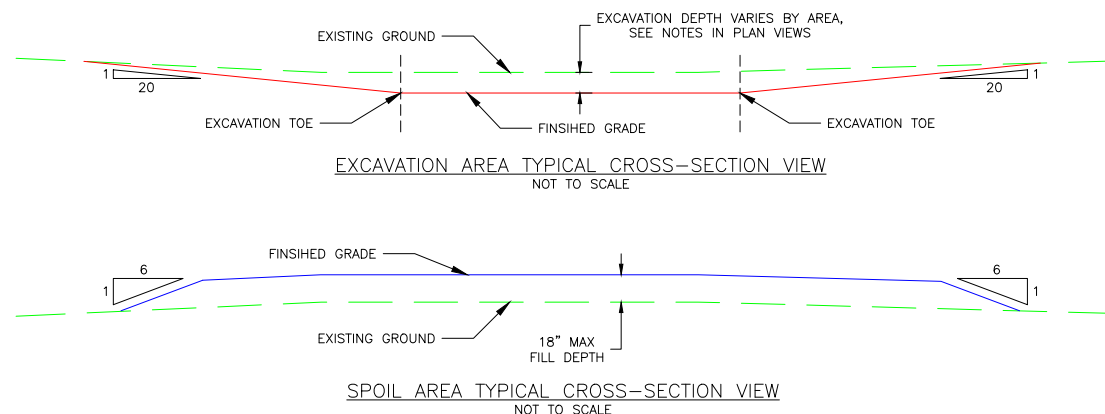 EXCAVATION DEPTH VARIES BY AREA,
SEE NOTES IN PLAN VIEWS
EXISTING GROUND
1
20
1
20
EXCAVATION TOE
FINSIHED GRADE
EXCAVATION TOE
EXCAVATION AREA TYPICAL CROSS-SECTION VIEW
NOT TO SCALE
FINSIHED GRADE
6
1
6
1
EXISTING GROUND
18" MAX
FILL DEPTH
SPOIL AREA TYPICAL CROSS-SECTION VIEW
NOT TO SCALE